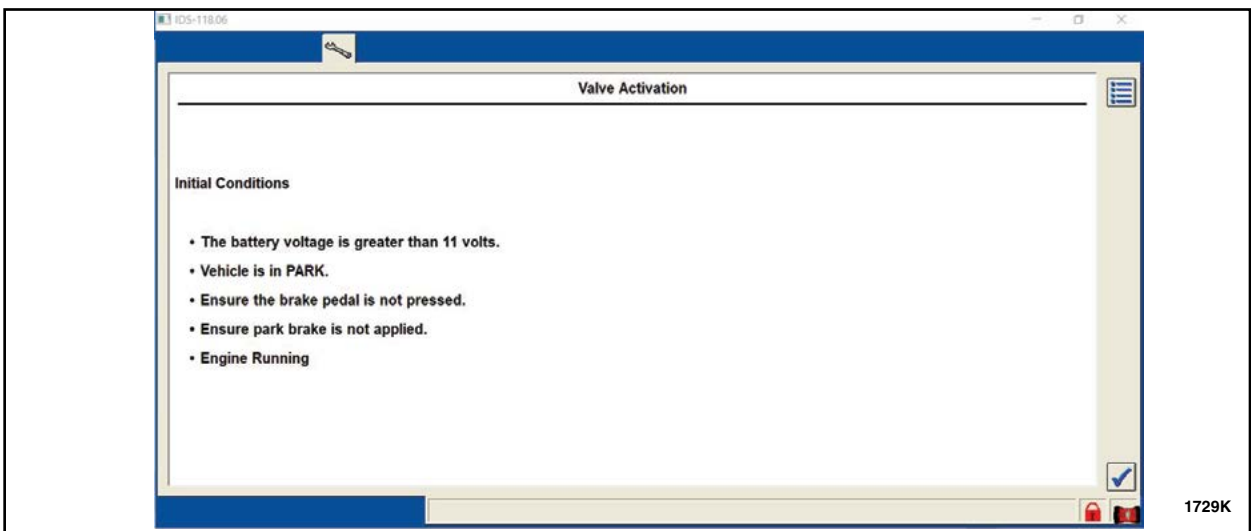 IDS-118.06
Valve Activation
Initial Conditions
• The battery voltage is greater than 11 volts.
• Vehicle is in PARK.
• Ensure the brake pedal is not pressed.
• Ensure park brake is not applied.
• Engine Running
1729K